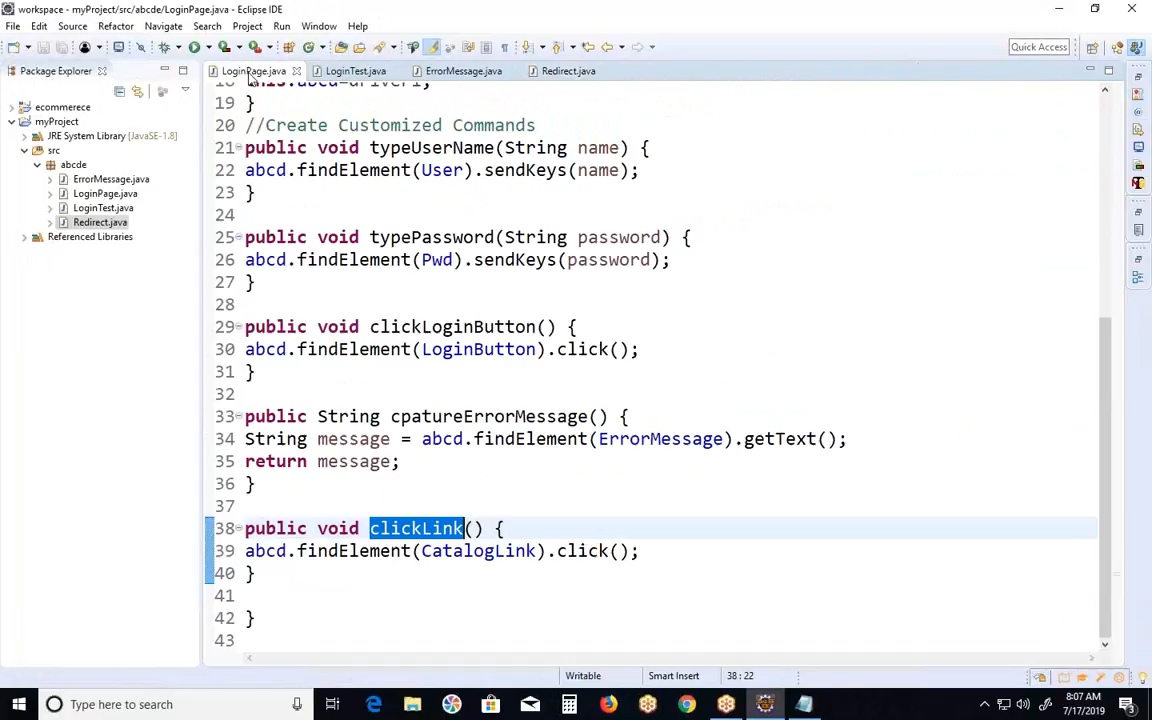 workspace - myProject/src/abcde/LoginPage.java - Eclipse IDE
File Edit Source Refactor Navigate Search Project Run Window Help
Quick Access
Package Explorer
LoginPage.java LoginTest.java ErrorMessage.java Redirect.java
ecommerece
myProject
JRE System Library [JavaSE-1.8]
src
abcde
ErrorMessage.java
LoginPage.java
LoginTest.java
Redirect.java
Referenced Libraries
18 this.abcd=driver1;
19 }
20 //Create Customized Commands
21 public void typeUserName(String name) {
22 abcd.findElement(User).sendKeys(name);
23 }
24
25 public void typePassword(String password) {
26 abcd.findElement(Pwd).sendKeys(password);
27 }
28
29 public void clickLoginButton() {
30 abcd.findElement(LoginButton).click();
31 }
32
33 public String cpatureErrorMessage() {
34 String message = abcd.findElement(ErrorMessage).getText();
35 return message;
36 }
37
38 public void clickLink() {
39 abcd.findElement(CatalogLink).click();
40 }
41
42 }
43
Writable Smart Insert 38 : 22
Type here to search
8:07 AM
7/17/2019
3